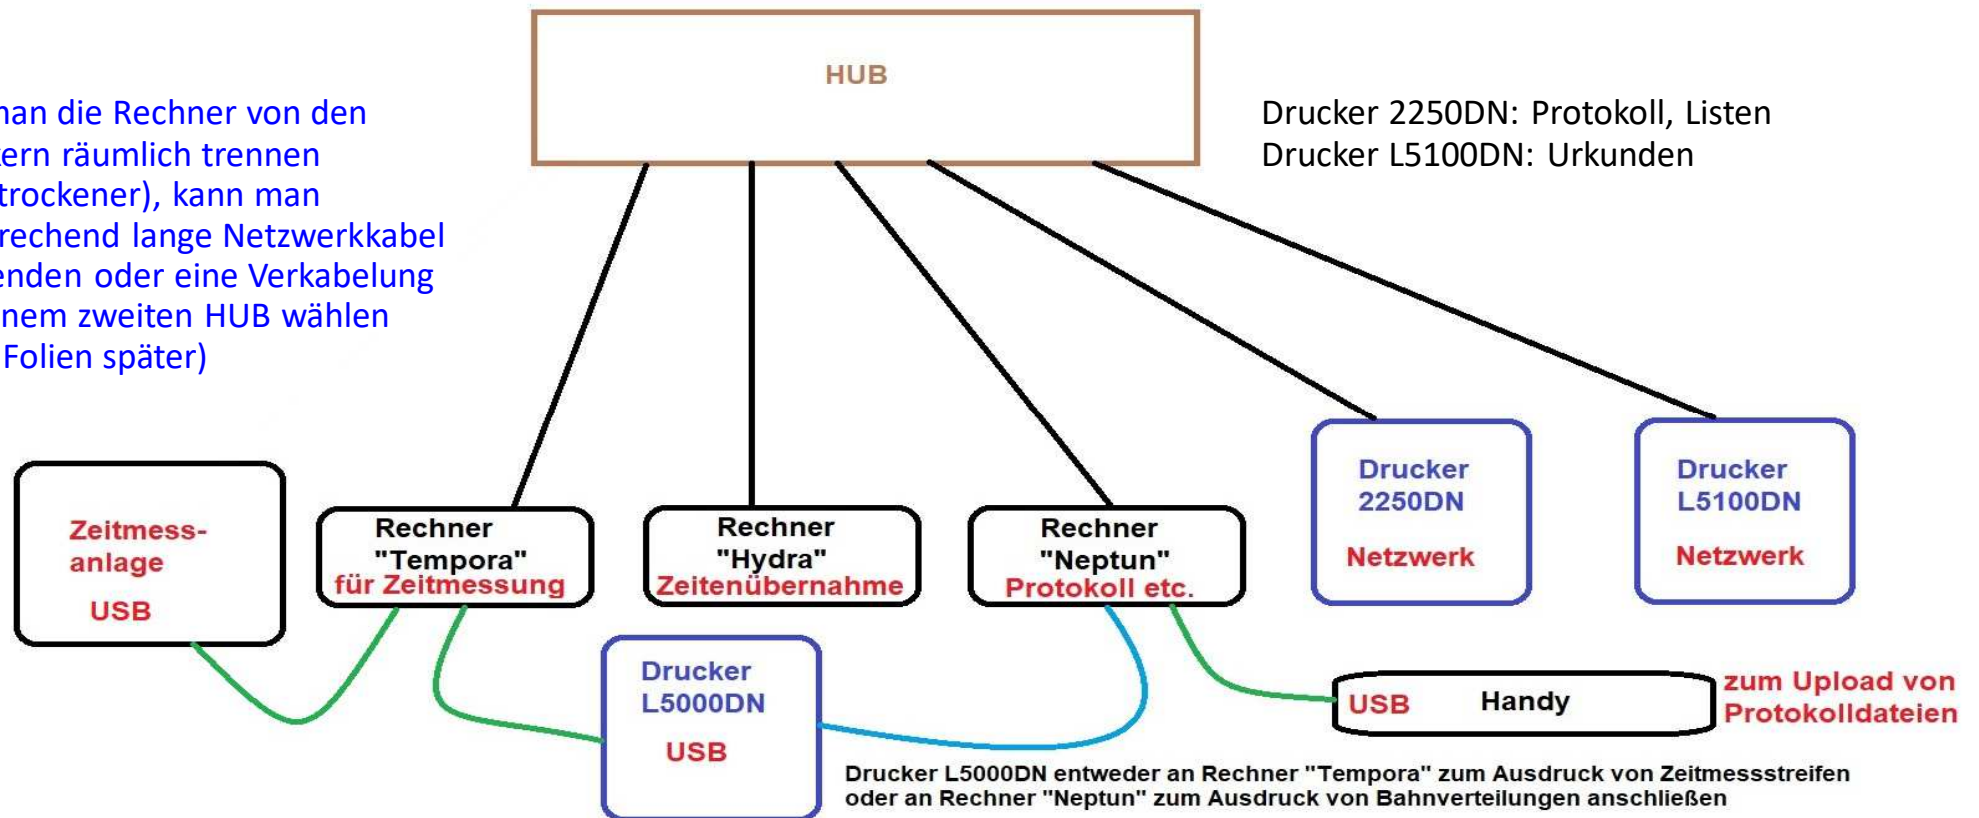 HUB
man die Rechner von den
kern räumlich trennen
trockener), kann man
rechend lange Netzwerkkabel
enden oder eine Verkabelung
nem zweiten HUB wählen
Folien später)
Drucker 2250DN: Protokoll, Listen
Drucker L5100DN: Urkunden
Zeitmess-
anlage
USB
Rechner
"Tempora"
für Zeitmessung
Rechner
"Hydra"
Zeitenübernahme
Rechner
"Neptun"
Protokoll etc.
Drucker
2250DN
Netzwerk
Drucker
L5100DN
Netzwerk
Drucker
L5000DN
USB
USB Handy
zum Upload von
Protokolldateien
Drucker L5000DN entweder an Rechner "Tempora" zum Ausdruck von Zeitmessstreifen
oder an Rechner "Neptun" zum Ausdruck von Bahnverteilungen anschließen